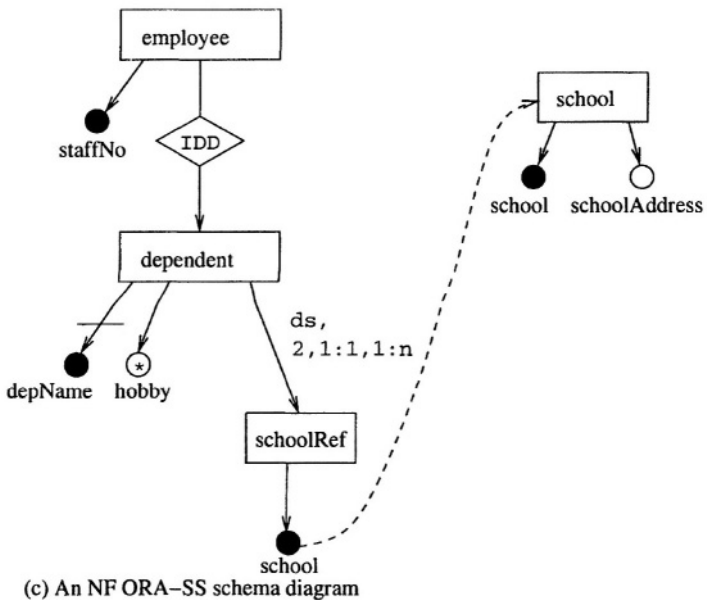 employee
staffNo
IDD
dependent
depName
hobby
*
ds,
2,1:1,1:n
schoolRef
school
school
school
schoolAddress
(c) An NF ORA–SS schema diagram